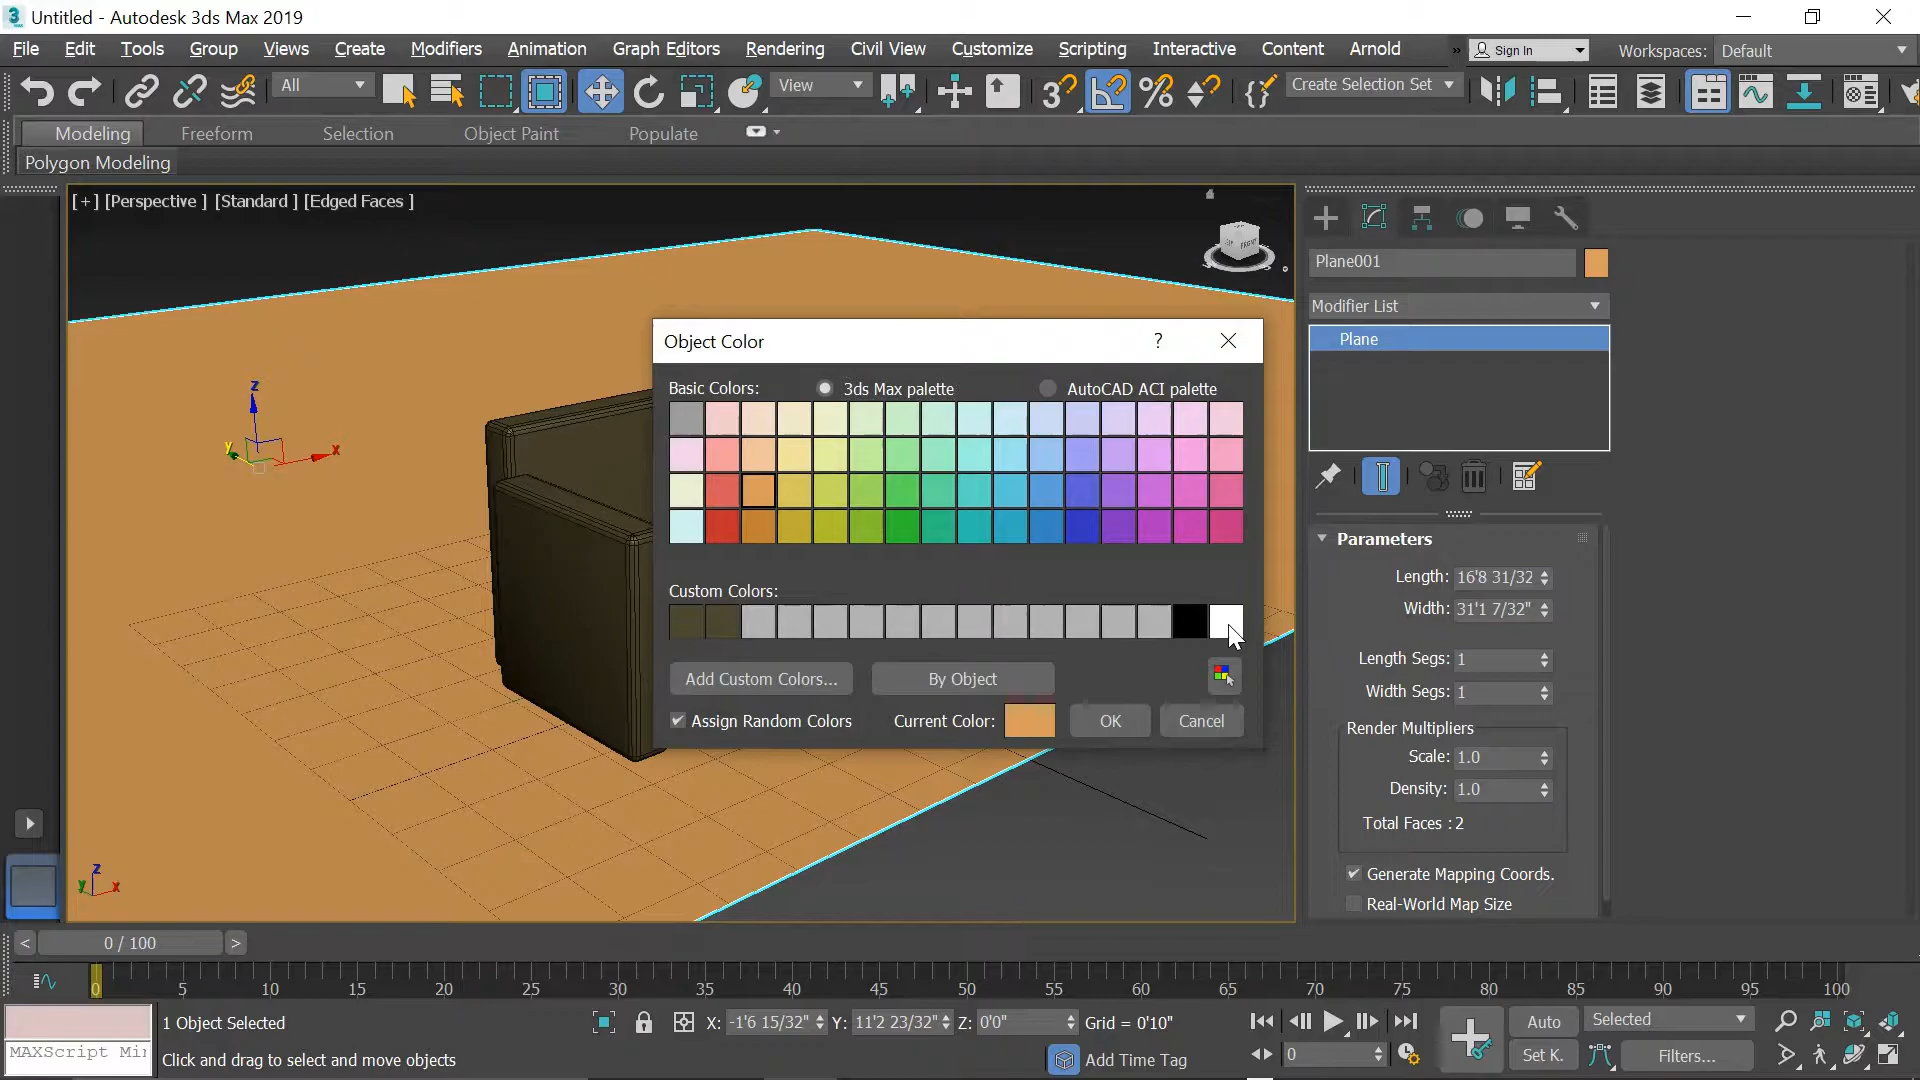 Untitled - Autodesk 3ds Max 2019
File Edit Tools Group Views Create Modifiers Animation Graph Editors Rendering Civil View Customize Scripting Interactive Content Arnold » Sign In Workspaces: Default
All View Create Selection Set
Modeling Freeform Selection Object Paint Populate
Polygon Modeling
[ + ] [Perspective ] [Standard ] [Edged Faces ]
FRONT
Plane001
Modifier List
Plane
Object Color ?
Basic Colors: 3ds Max palette AutoCAD ACI palette
Custom Colors:
Add Custom Colors... By Object
Assign Random Colors Current Color: OK Cancel
z
y x
z
y x
Parameters
Length: 16'8 31/32
Width: 31'1 7/32"
Length Segs: 1
Width Segs: 1
Render Multipliers
Scale: 1.0
Density: 1.0
Total Faces : 2
Generate Mapping Coords.
Real-World Map Size
< 0 / 100 >
0 5 10 15 20 25 30 35 40 45 50 55 60 65 70 75 80 85 90 95 100
1 Object Selected X: -1'6 15/32" Y: 11'2 23/32" Z: 0'0" Grid = 0'10" Auto Selected
MAXScript Mi Click and drag to select and move objects Add Time Tag 0 Set K. Filters...